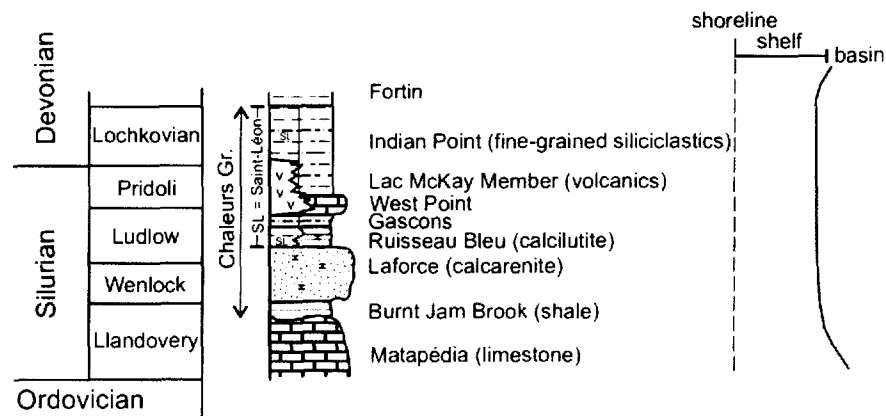 shoreline
shelf
basin
Devonian
Silurian
Lochkovian
Pridoli
Ludlow
Wenlock
Llandovery
Ordovician
Chaleurs Gr.
SL = Saint-Léon
SL
SL
v
v
v
v
Fortin
Indian Point (fine-grained siliciclastics)
Lac McKay Member (volcanics)
West Point
Gascons
Ruisseau Bleu (calcilutite)
Laforce (calcarenite)
Burnt Jam Brook (shale)
Matapédia (limestone)